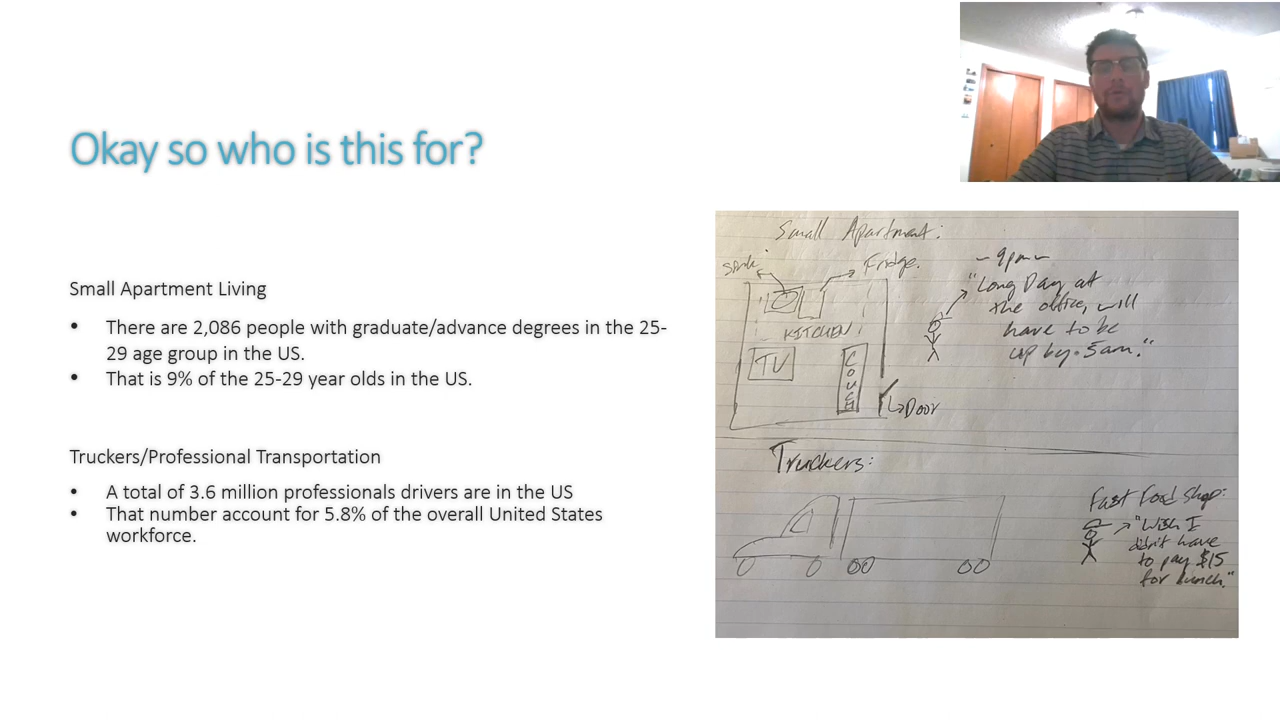 Okay so who is this for?
Small Apartment Living
• There are 2,086 people with graduate/advance degrees in the 25-
29 age group in the US.
• That is 9% of the 25-29 year olds in the US.
Truckers/Professional Transportation
• A total of 3.6 million professionals drivers are in the US
• That number account for 5.8% of the overall United States
workforce.
Small Apartment:
Sink
Fridge.
KITCHEN
TV
COUCH
Door
~9pm~
"Long Day at
the office, will
have to be
up by 5am."
Truckers:
Fast Food Shop:
"Wish I
didn't have
to pay $15
for lunch."